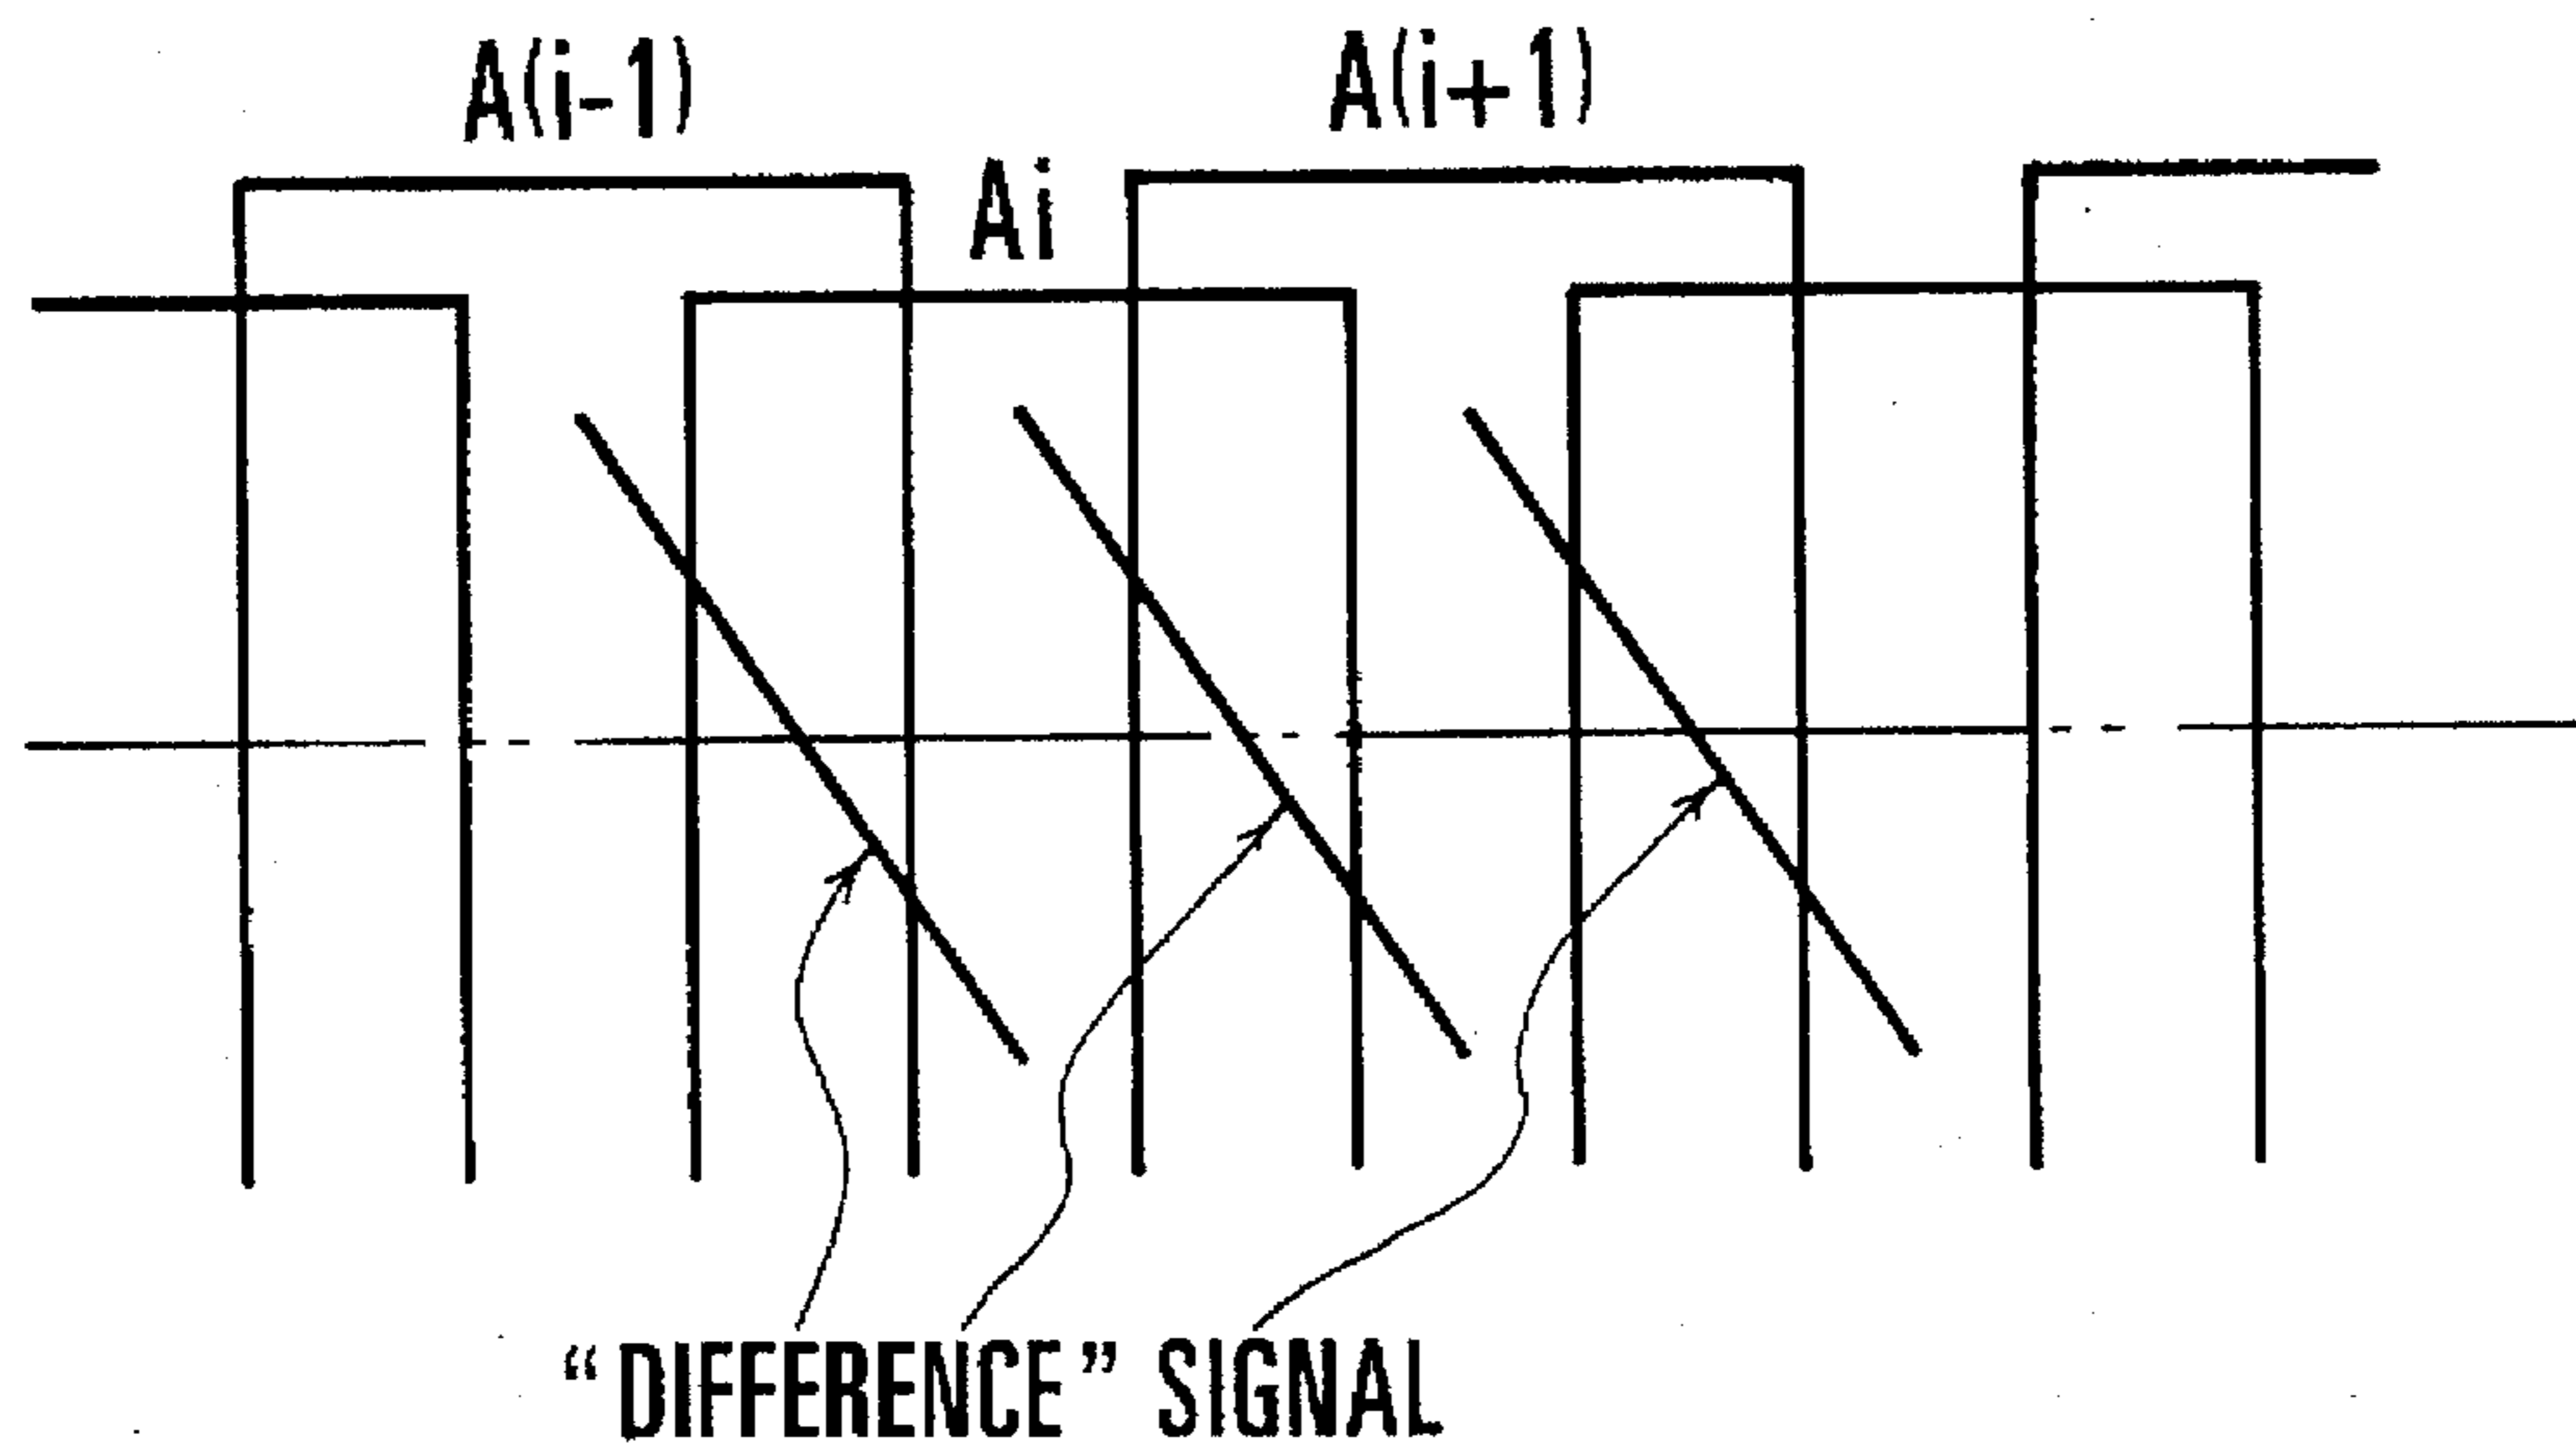 A(i-1)
A(i+1)
Ai
“DIFFERENCE” SIGNAL